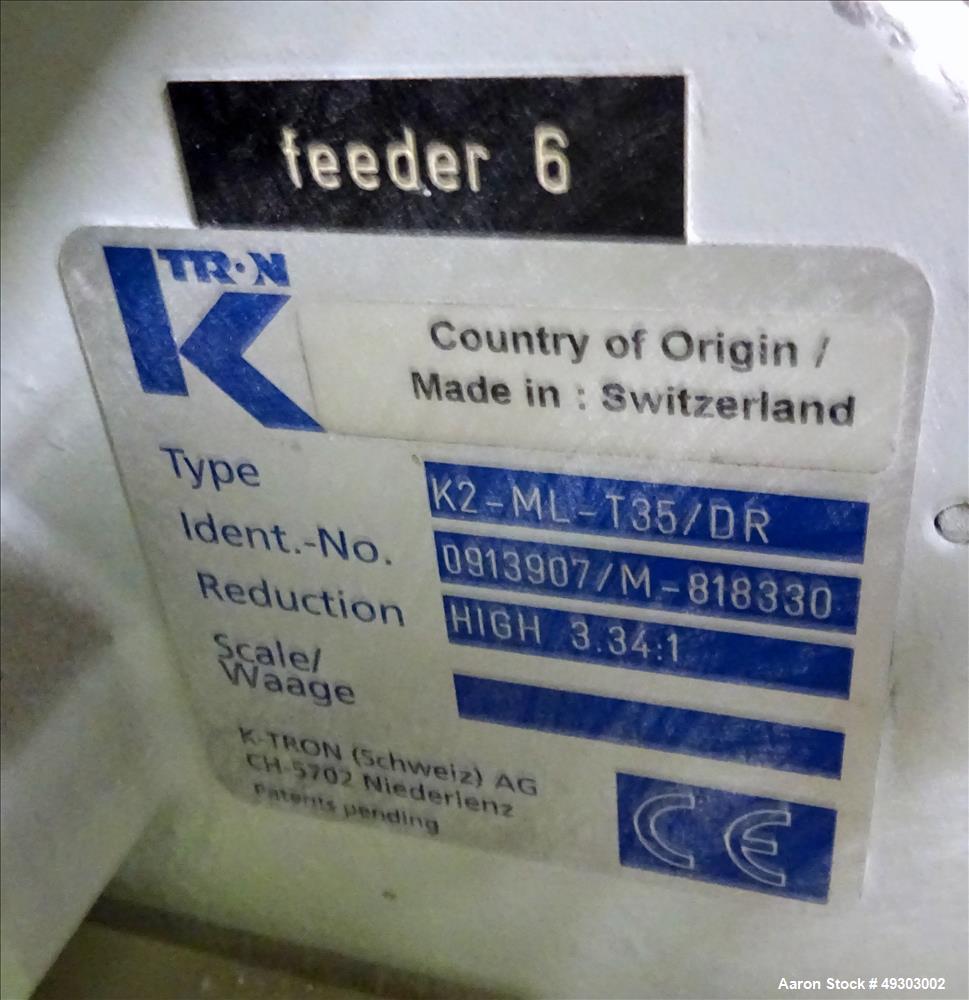 feeder 6
K-TRON
Country of Origin /
Made in : Switzerland
Type K2-ML-T35/DR
Ident.-No. 0913907/M-818330
Reduction HIGH 3.34:1
Scale/
Waage
K-TRON (Schweiz) AG
CH-5702 Niederlenz
Patents pending
CE
Aaron Stock # 49303002